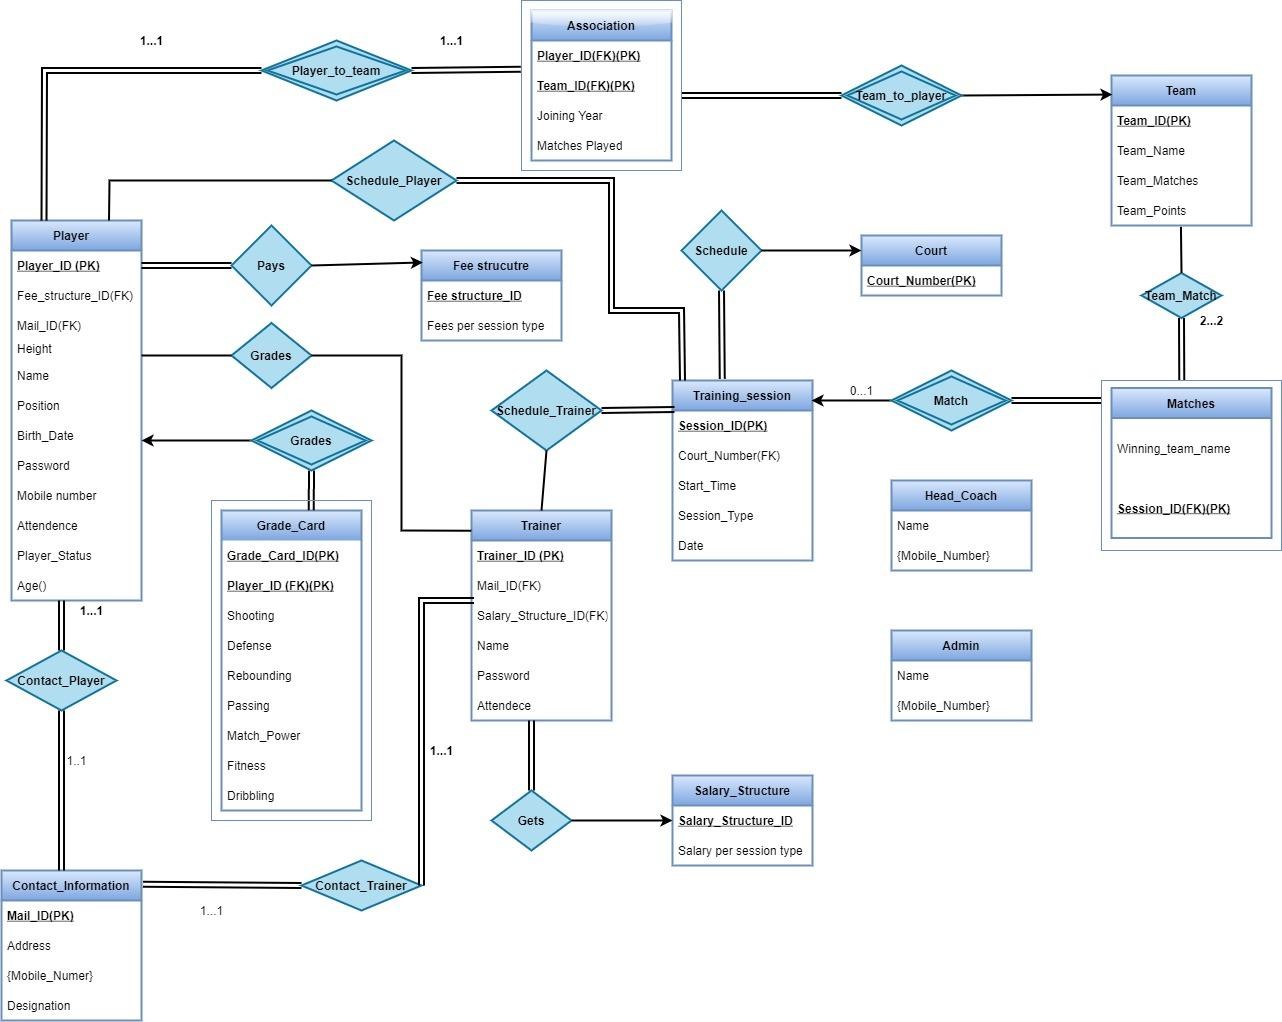 1...1
Player_to_team
1...1
Association
Player_ID(FK)(PK)
Team_ID(FK)(PK)
Joining Year
Matches Played
Team_to_player
Team
Team_ID(PK)
Team_Name
Team_Matches
Team_Points
Schedule_Player
Player
Player_ID (PK)
Fee_structure_ID(FK)
Mail_ID(FK)
Height
Name
Position
Birth_Date
Password
Mobile number
Attendence
Player_Status
Age()
Pays
Fee strucutre
Fee structure_ID
Fees per session type
Schedule
Court
Court_Number(PK)
Team_Match
2...2
Grades
Grades
Schedule_Trainer
Training_session
Session_ID(PK)
Court_Number(FK)
Start_Time
Session_Type
Date
0...1
Match
Matches
Winning_team_name
Session_ID(FK)(PK)
Head_Coach
Name
{Mobile_Number}
Grade_Card
Grade_Card_ID(PK)
Player_ID (FK)(PK)
Shooting
Defense
Rebounding
Passing
Match_Power
Fitness
Dribbling
Trainer
Trainer_ID (PK)
Mail_ID(FK)
Salary_Structure_ID(FK)
Name
Password
Attendece
Admin
Name
{Mobile_Number}
1...1
Contact_Player
1..1
1...1
Gets
Salary_Structure
Salary_Structure_ID
Salary per session type
Contact_Information
Mail_ID(PK)
Address
{Mobile_Numer}
Designation
Contact_Trainer
1...1